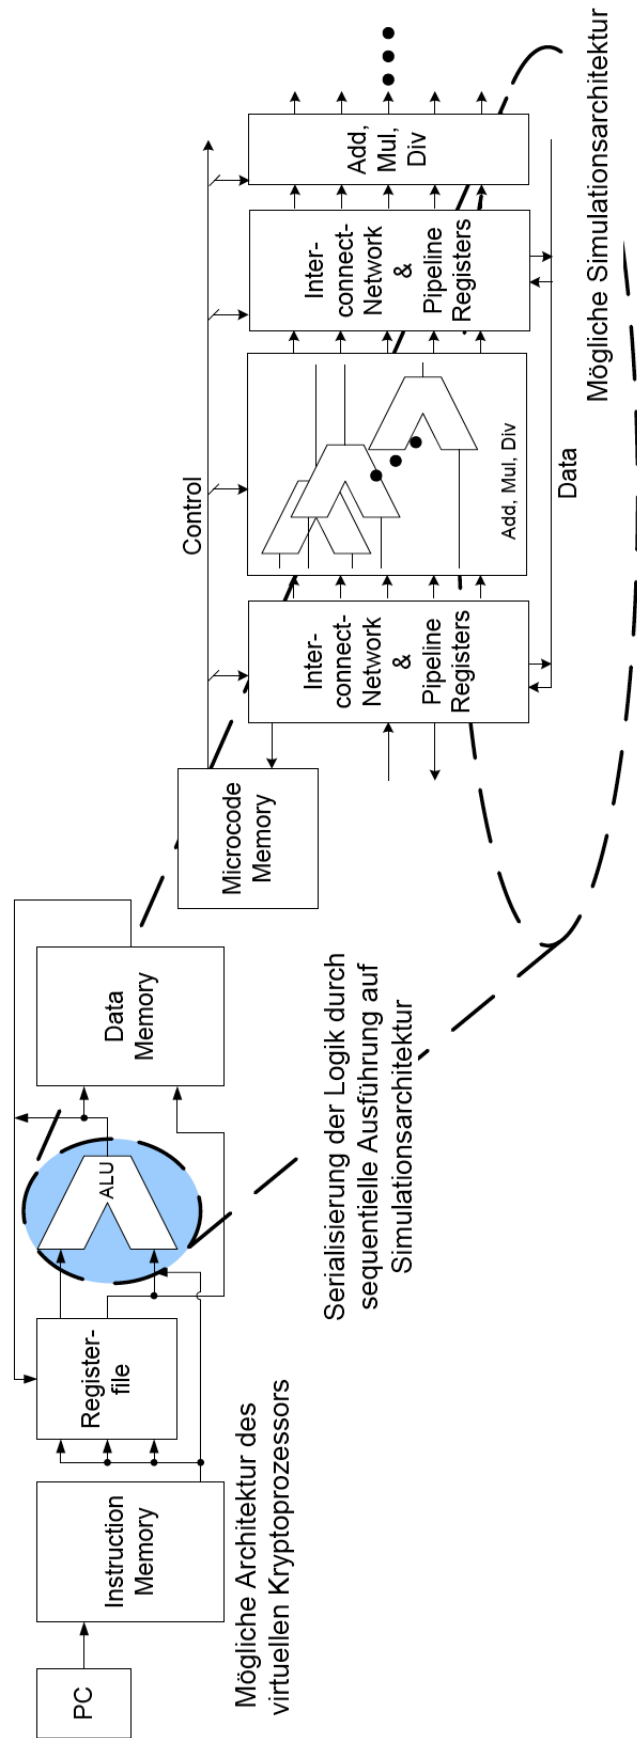 PC
Instruction
Memory
Register-
file
ALU
Data
Memory
Mögliche Architektur des
virtuellen Kryptoprozessors
Serialisierung der Logik durch
sequentielle Ausführung auf
Simulationsarchitektur
Microcode
Memory
Control
Inter-
connect-
Network
&
Pipeline
Registers
Add, Mul, Div
Inter-
connect-
Network
&
Pipeline
Registers
Add,
Mul,
Div
Data
Mögliche Simulationsarchitektur